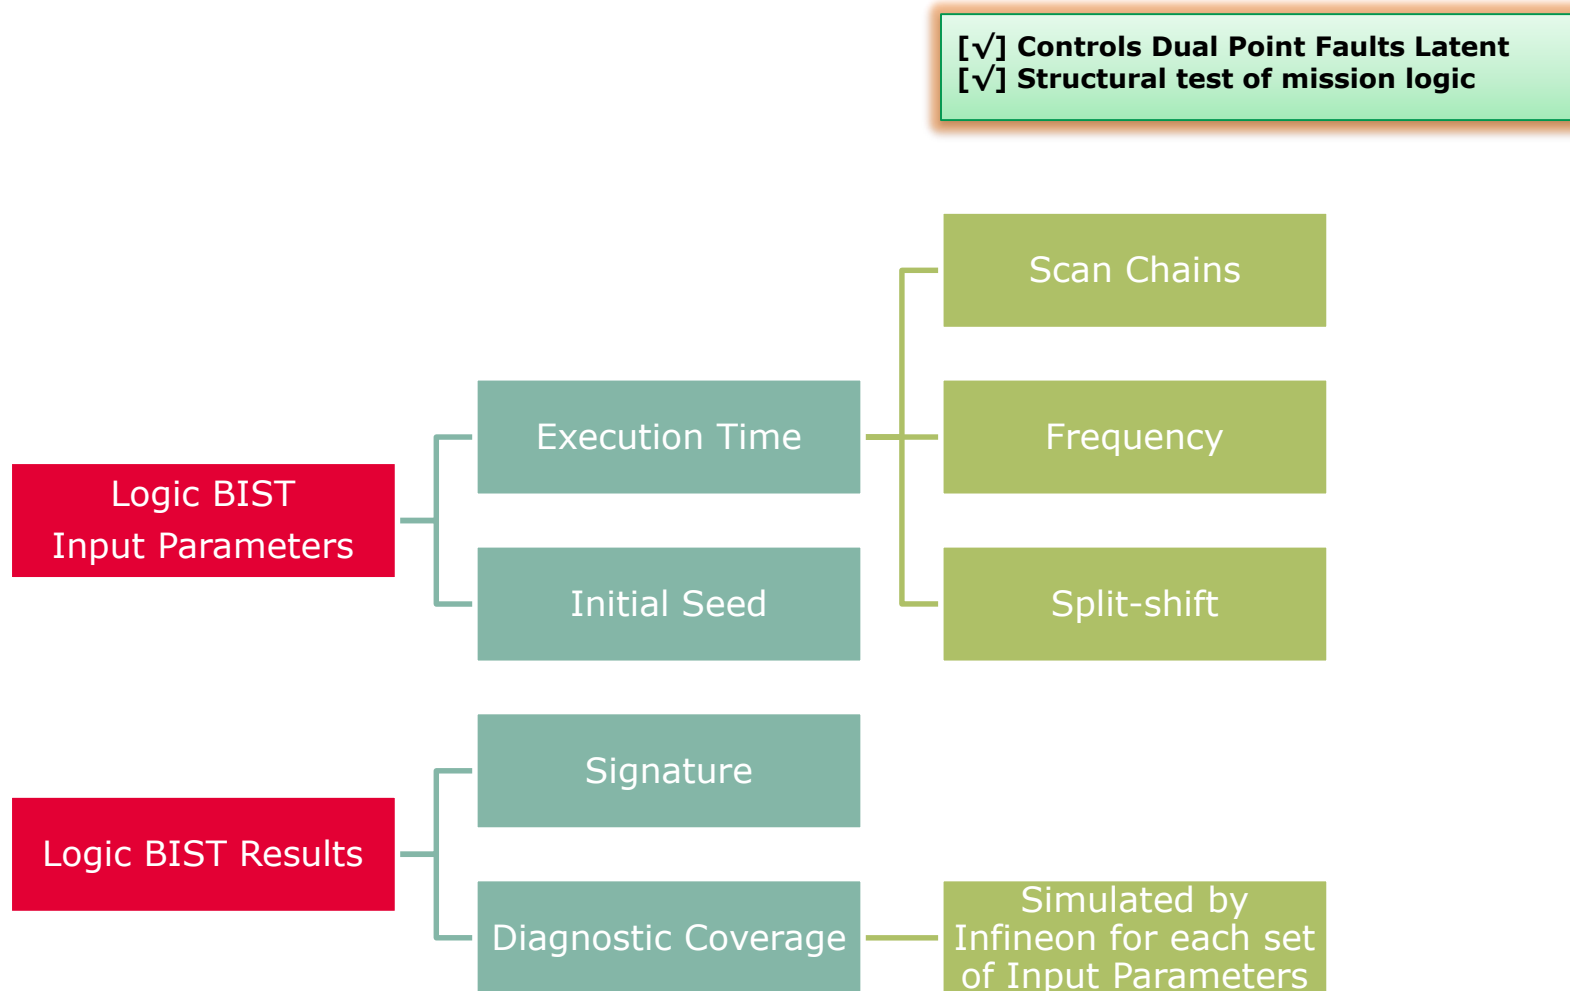 [√] Controls Dual Point Faults Latent
[√] Structural test of mission logic
Scan Chains
Execution Time
Frequency
Logic BIST
Input Parameters
Initial Seed
Split-shift
Signature
Logic BIST Results
Diagnostic Coverage
Simulated by
Infineon for each set
of Input Parameters